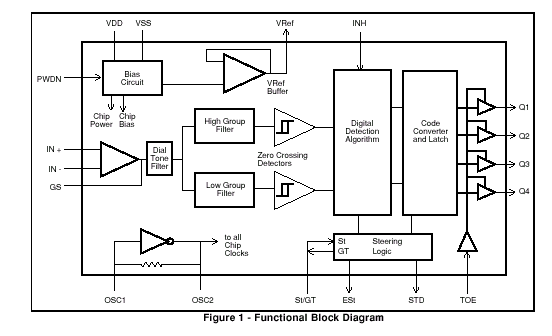 VDD VSS VRef INH
PWDN
Bias
Circuit
VRef
Buffer
Chip
Power
Chip
Bias
High Group
Filter
Digital
Detection
Algorithm
Code
Converter
and Latch
Q1
Q2
Q3
Q4
IN +
IN -
GS
Dial
Tone
Filter
Zero Crossing
Detectors
Low Group
Filter
to all
Chip
Clocks
St Steering
GT Logic
OSC1 OSC2 St/GT ESt STD TOE
Figure 1 - Functional Block Diagram